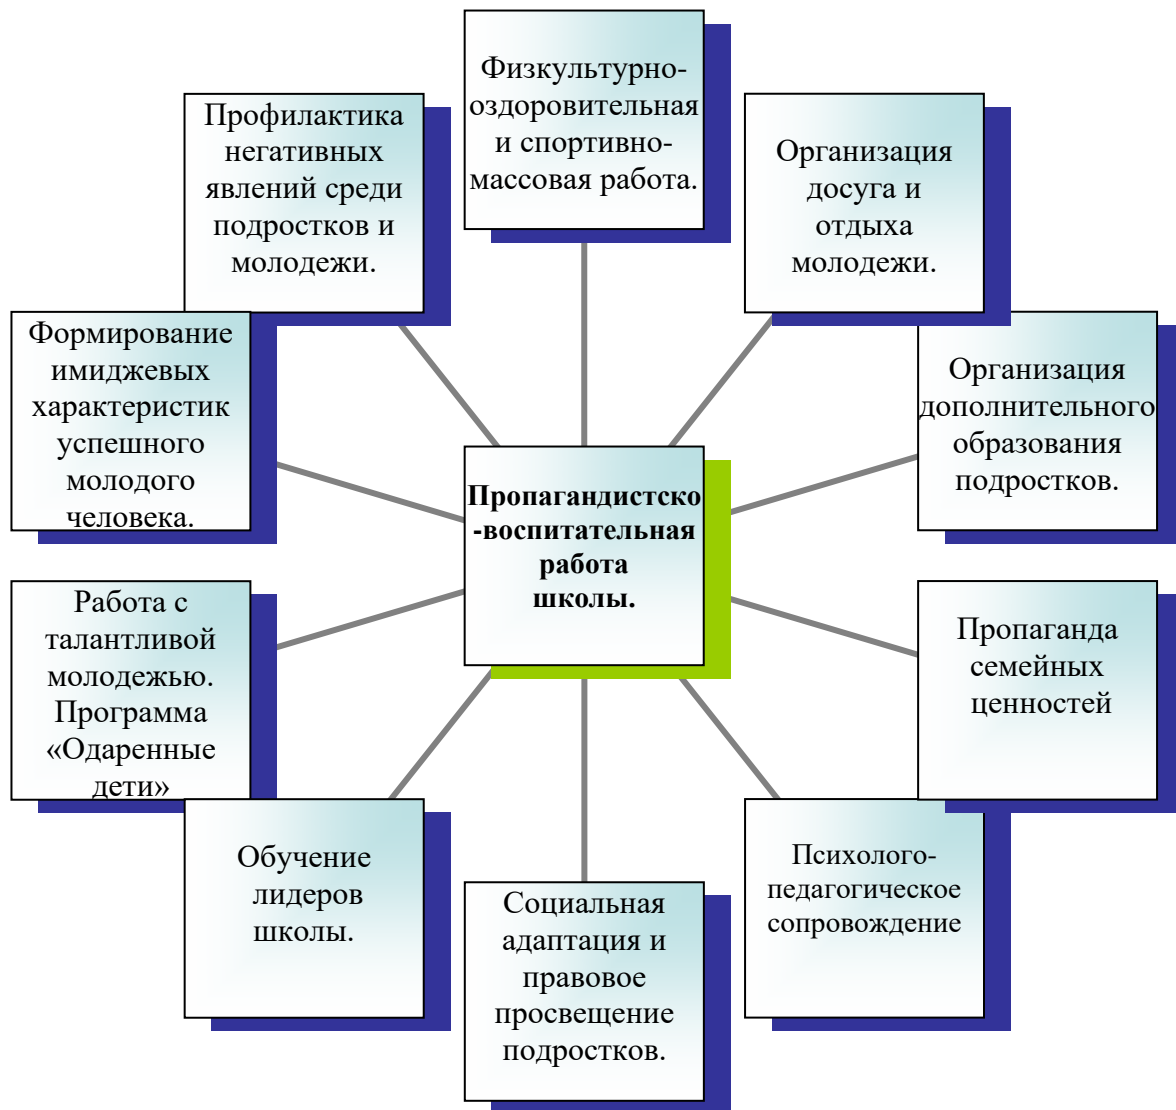 Физкультурно-
оздоровительная
и спортивно-
массовая работа.
Профилактика
негативных
явлений среди
подростков и
молодежи.
Организация
досуга и
отдыха
молодежи.
Формирование
имиджевых
характеристик
успешного
молодого
человека.
Организация
дополнительного
образования
подростков.
Пропагандистско
-воспитательная
работа
школы.
Работа с
талантливой
молодежью.
Программа
«Одаренные
дети»
Пропаганда
семейных
ценностей
Обучение
лидеров
школы.
Психолого-
педагогическое
сопровождение
Социальная
адаптация и
правовое
просвещение
подростков.